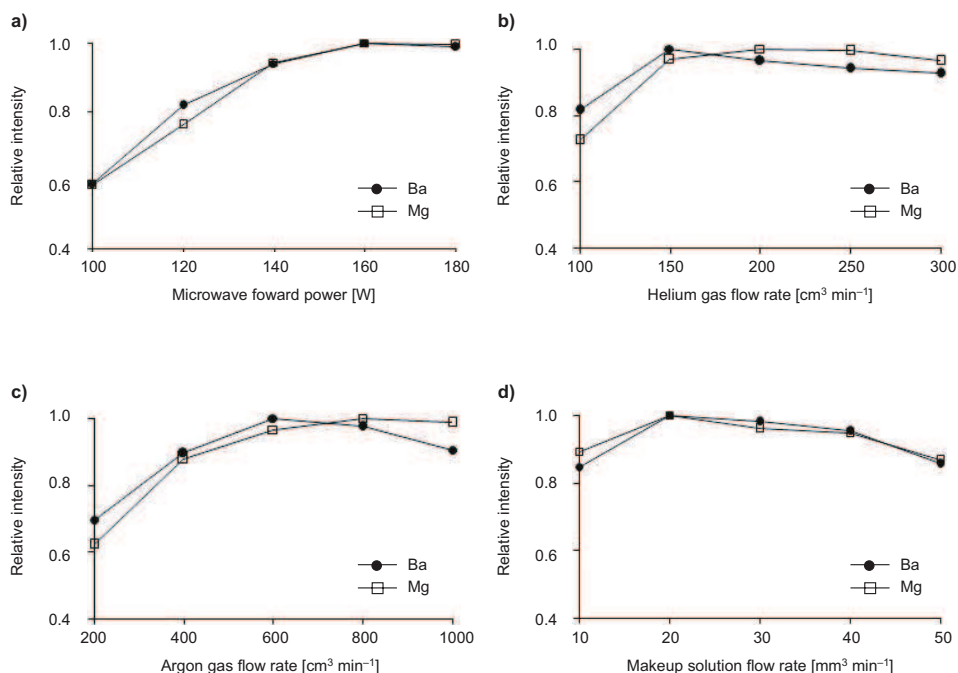 a)
1.0
0.8
0.6
0.4
Relative intensity
Ba
Mg
100 120 140 160 180
Microwave foward power [W]
b)
1.0
0.8
0.6
0.4
Relative intensity
Ba
Mg
100 150 200 250 300
Helium gas flow rate [cm³ min⁻¹]
c)
1.0
0.8
0.6
0.4
Relative intensity
Ba
Mg
200 400 600 800 1000
Argon gas flow rate [cm³ min⁻¹]
d)
1.0
0.8
0.6
0.4
Relative intensity
Ba
Mg
10 20 30 40 50
Makeup solution flow rate [mm³ min⁻¹]